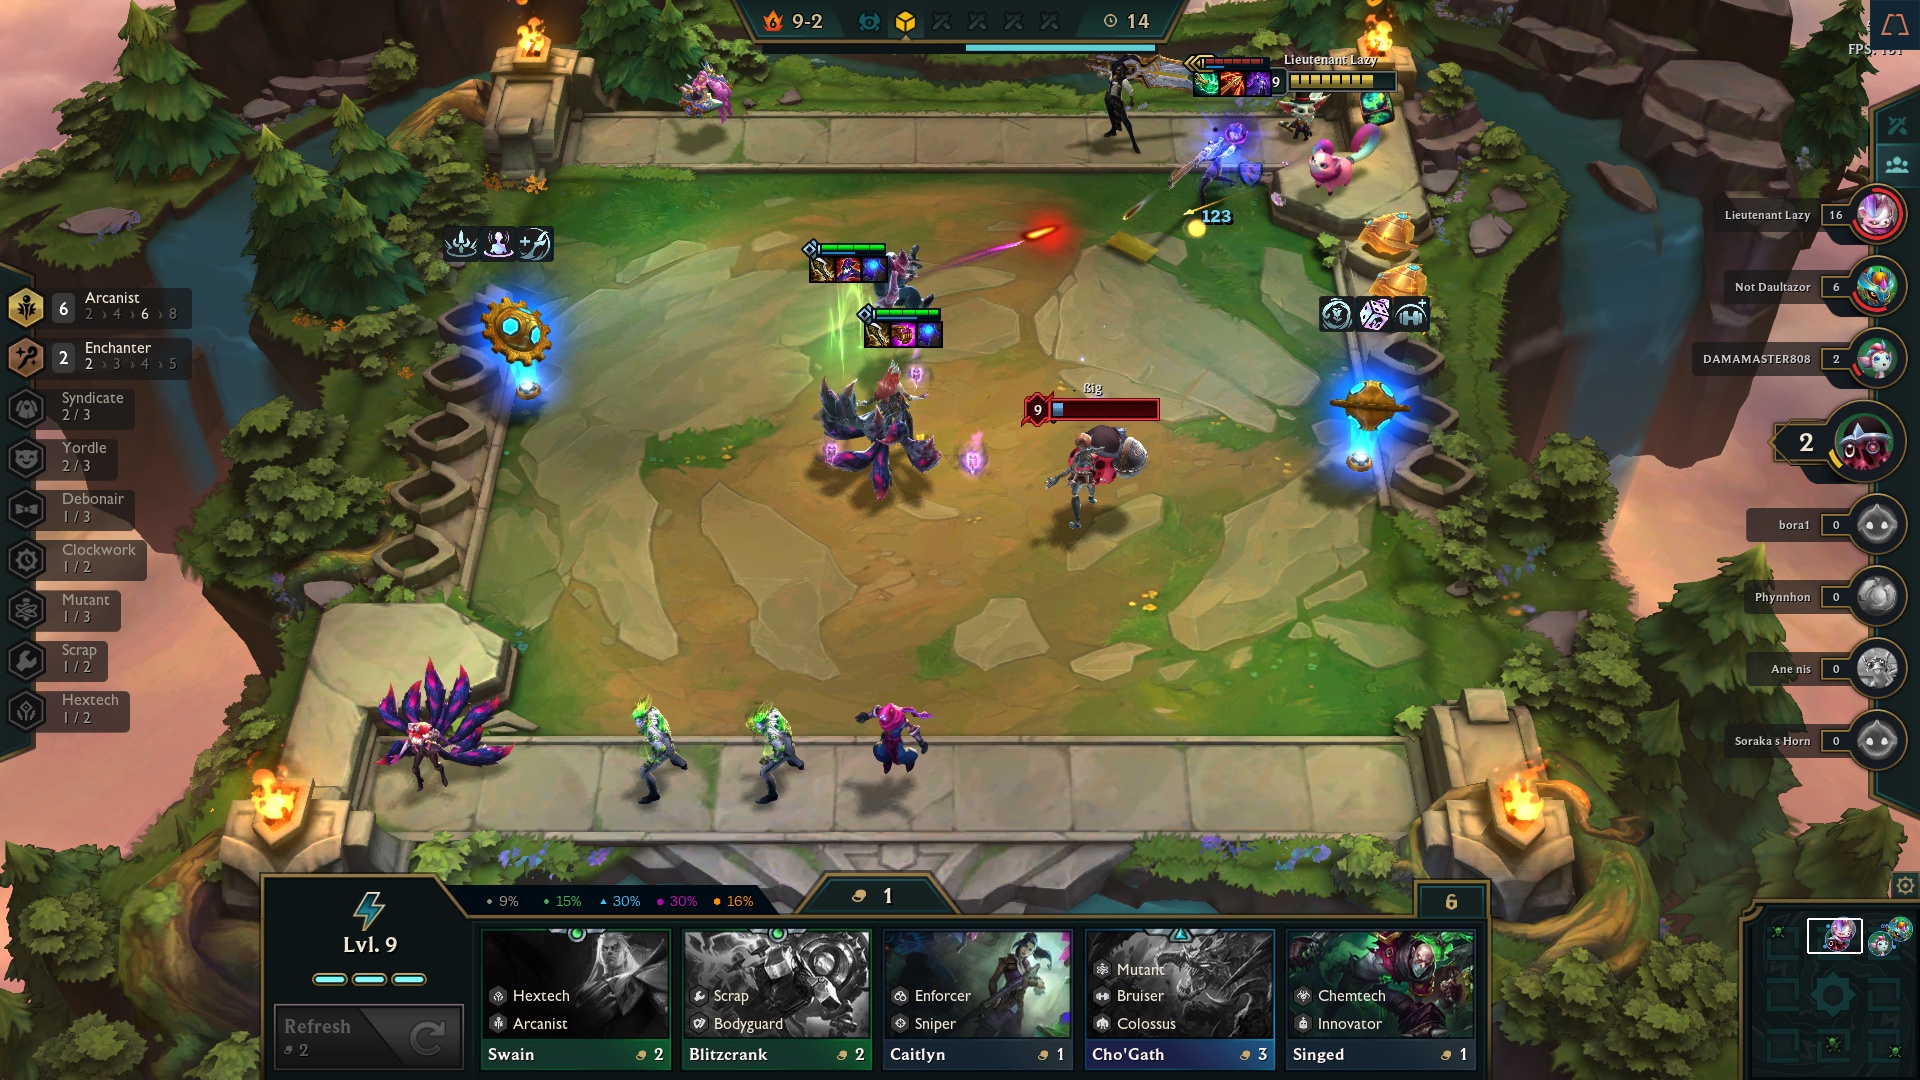 9-2
14
FPS: 181
Lieutenant Lazy
9
123
Big
9
6
Arcanist
2 › 4 › 6 › 8
2
Enchanter
2 › 3 › 4 › 5
Syndicate
2 / 3
Yordle
2 / 3
Debonair
1 / 3
Clockwork
1 / 2
Mutant
1 / 3
Scrap
1 / 2
Hextech
1 / 2
Lieutenant Lazy 16
Not Daultazor 6
DAMAMASTER808 2
2
bora1 0
Phynnhon 0
Ane nis 0
Soraka s Horn 0
9% 15% 30% 30% 16%
1
6
Lvl. 9
Refresh
2
Hextech
Arcanist
Swain 2
Scrap
Bodyguard
Blitzcrank 2
Enforcer
Sniper
Caitlyn 1
Mutant
Bruiser
Colossus
Cho'Gath 3
Chemtech
Innovator
Singed 1